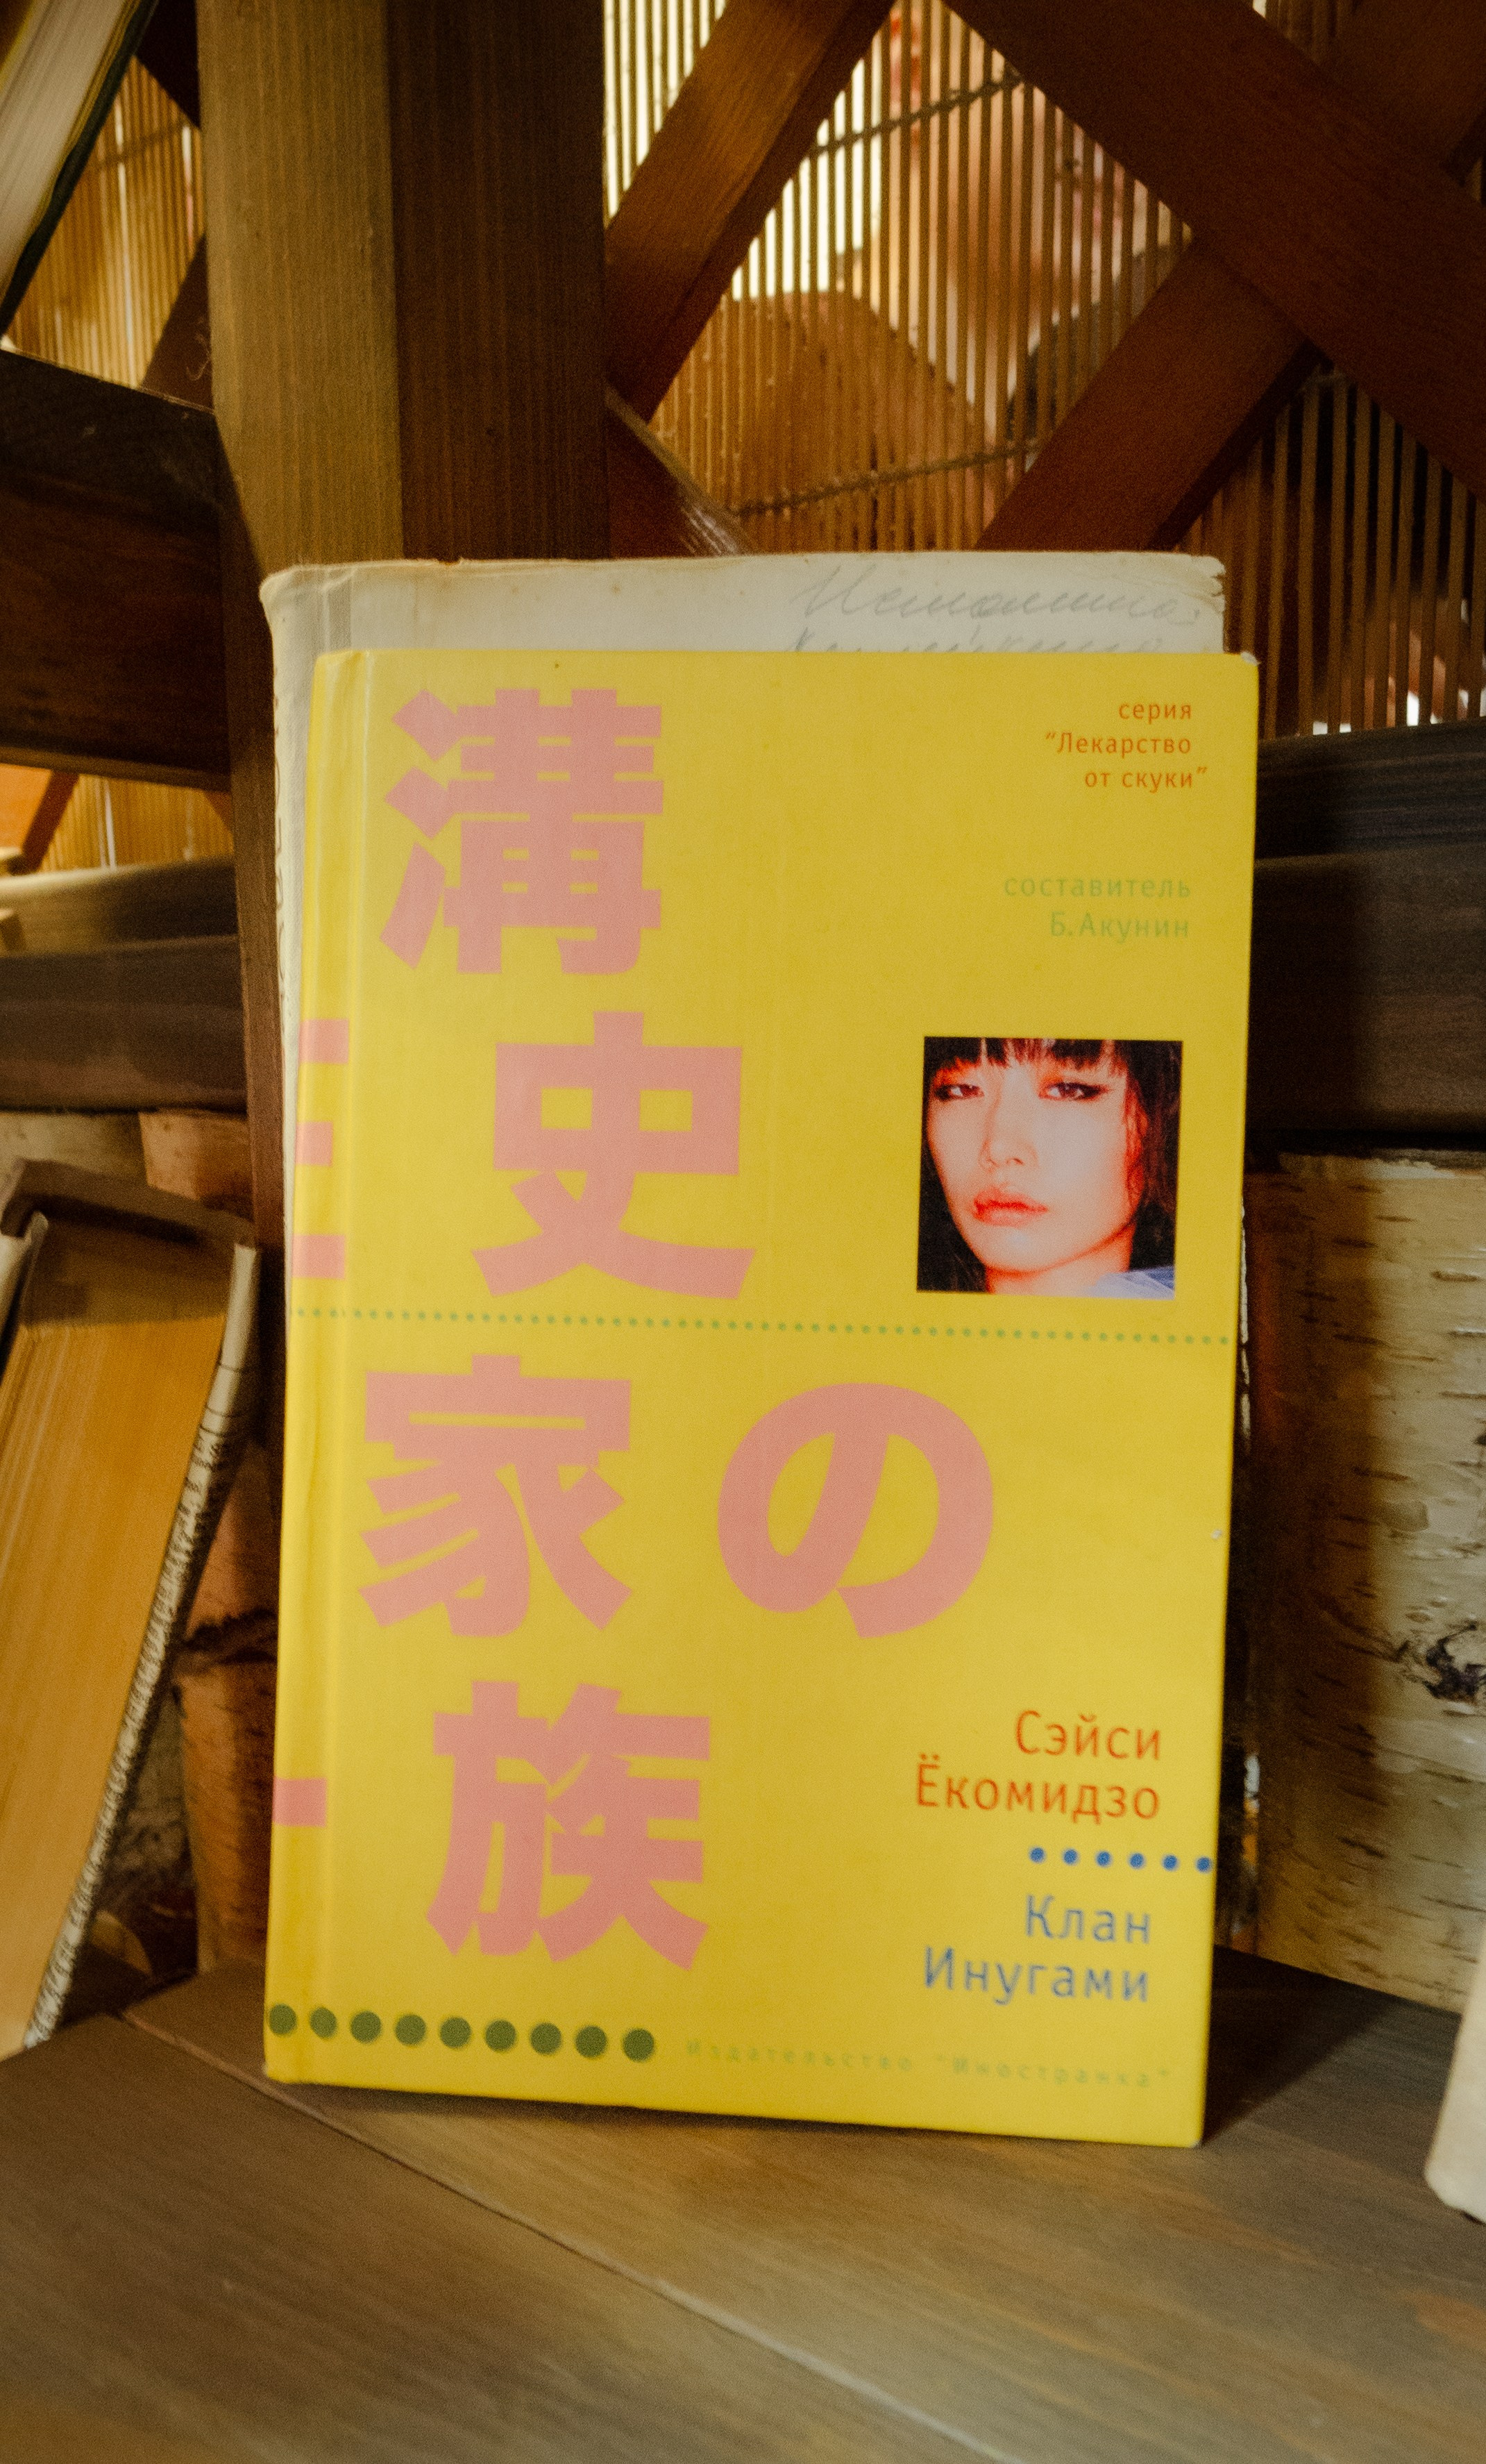 溝
史
家の
族
серия
“Лекарство
от скуки”
составитель
Б.Акунин
Сэйси
Ёкомидзо
Клан
Инугами
Издательство "Иностранка"